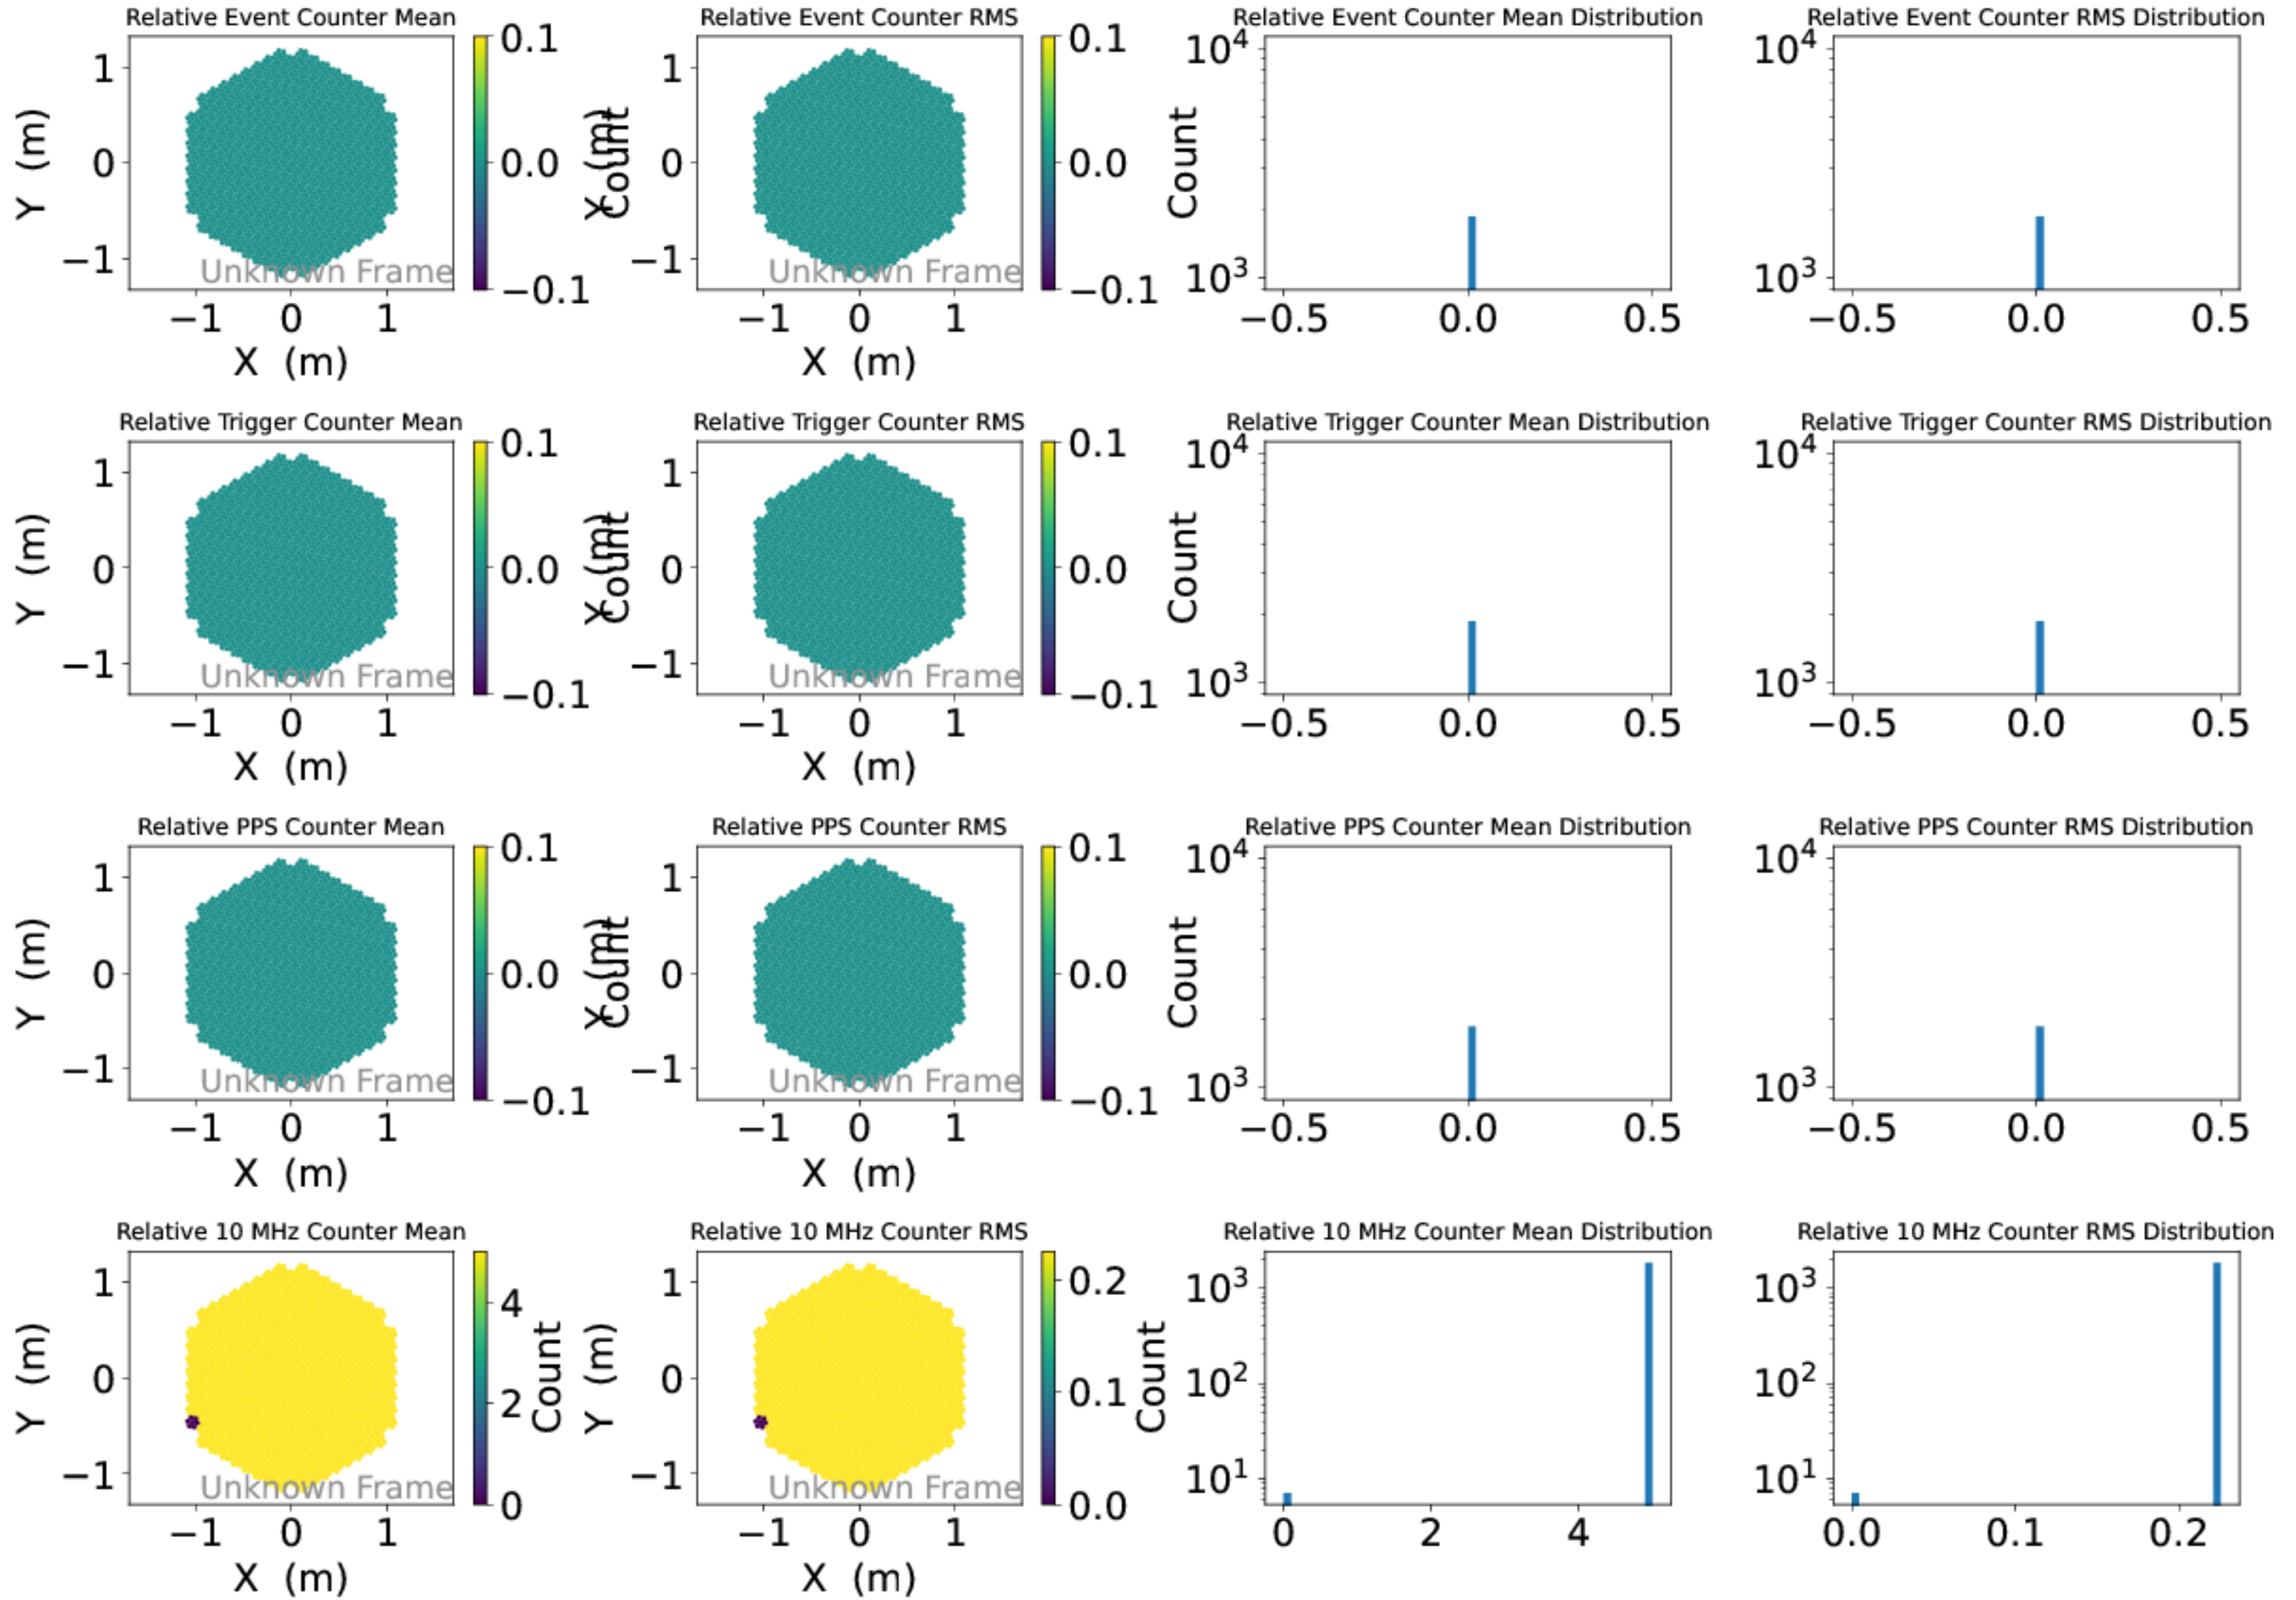 Relative Event Counter Mean
Relative Event Counter RMS
Relative Event Counter Mean Distribution
Relative Event Counter RMS Distribution
Y (m)
1
0
−1
Unknown Frame
−1 0 1
X (m)
0.1
0.0
−0.1
Count
Y (m)
1
0
−1
Unknown Frame
−1 0 1
X (m)
0.1
0.0
−0.1
Count
10⁴
10³
−0.5 0.0 0.5
10⁴
10³
−0.5 0.0 0.5
Relative Trigger Counter Mean
Relative Trigger Counter RMS
Relative Trigger Counter Mean Distribution
Relative Trigger Counter RMS Distribution
Y (m)
1
0
−1
Unknown Frame
−1 0 1
X (m)
0.1
0.0
−0.1
Count
Y (m)
1
0
−1
Unknown Frame
−1 0 1
X (m)
0.1
0.0
−0.1
Count
10⁴
10³
−0.5 0.0 0.5
10⁴
10³
−0.5 0.0 0.5
Relative PPS Counter Mean
Relative PPS Counter RMS
Relative PPS Counter Mean Distribution
Relative PPS Counter RMS Distribution
Y (m)
1
0
−1
Unknown Frame
−1 0 1
X (m)
0.1
0.0
−0.1
Count
Y (m)
1
0
−1
Unknown Frame
−1 0 1
X (m)
0.1
0.0
−0.1
Count
10⁴
10³
−0.5 0.0 0.5
10⁴
10³
−0.5 0.0 0.5
Relative 10 MHz Counter Mean
Relative 10 MHz Counter RMS
Relative 10 MHz Counter Mean Distribution
Relative 10 MHz Counter RMS Distribution
Y (m)
1
0
−1
Unknown Frame
−1 0 1
X (m)
4
2
0
Count
Y (m)
1
0
−1
Unknown Frame
−1 0 1
X (m)
0.2
0.1
0.0
Count
10³
10²
10¹
0 2 4
10³
10²
10¹
0.0 0.1 0.2